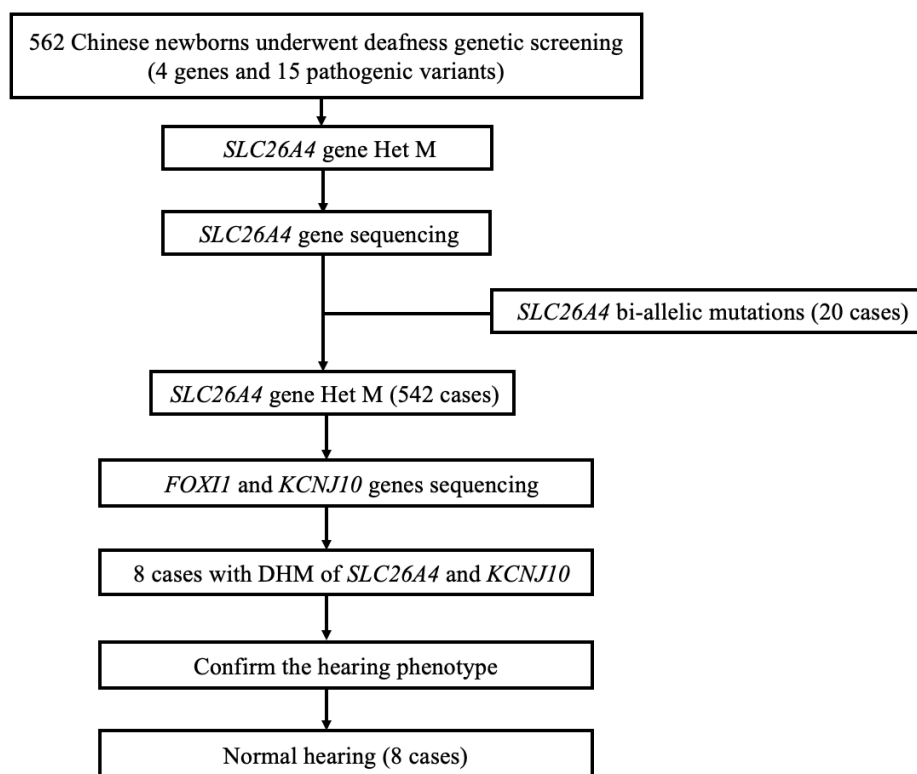 562 Chinese newborns underwent deafness genetic screening
(4 genes and 15 pathogenic variants)
SLC26A4 gene Het M
SLC26A4 gene sequencing
SLC26A4 bi-allelic mutations (20 cases)
SLC26A4 gene Het M (542 cases)
FOXI1 and KCNJ10 genes sequencing
8 cases with DHM of SLC26A4 and KCNJ10
Confirm the hearing phenotype
Normal hearing (8 cases)